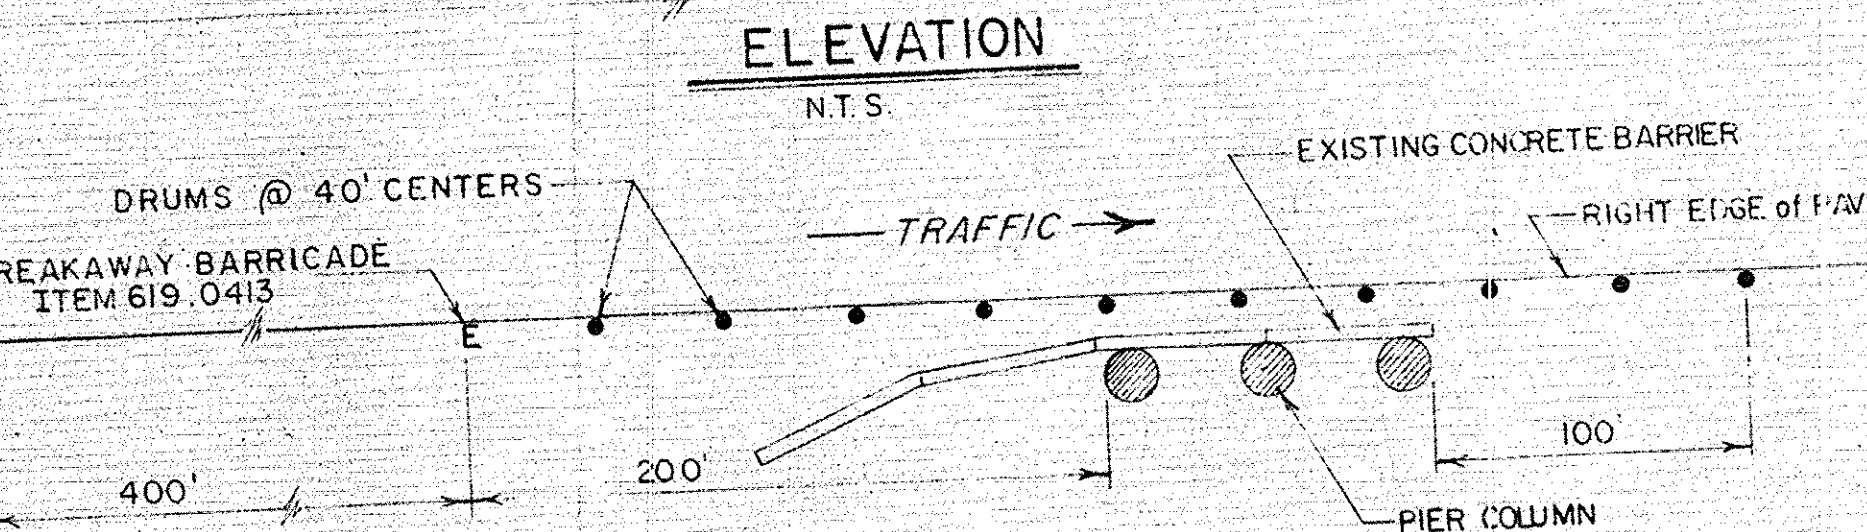 ELEVATION
N.T.S.
EXISTING CONCRETE BARRIER
DRUMS @ 40' CENTERS
TRAFFIC
RIGHT EDGE of PAV
REAKAWAY BARRICADE
ITEM 619.0413
E
400'
200'
100'
PIER COLUMN